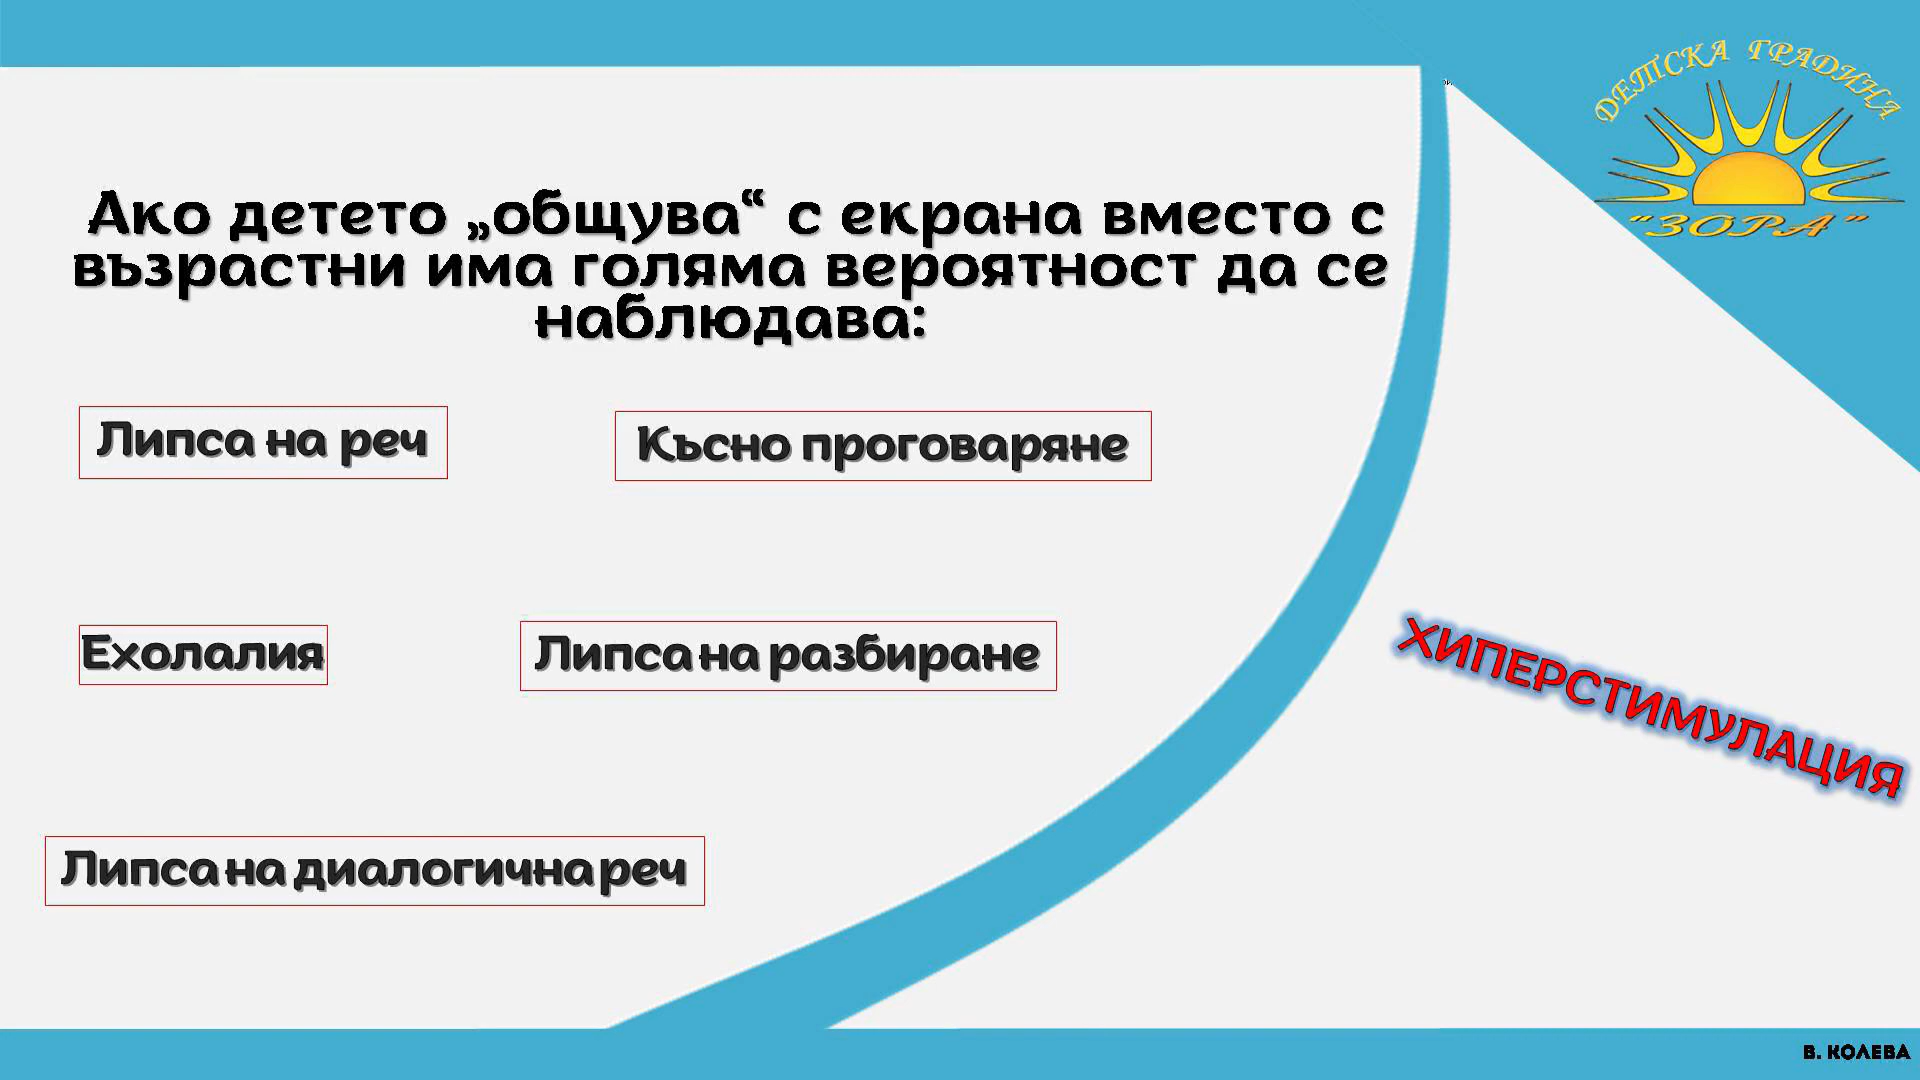 ДЕТСКА ГРАДИНА
"ЗОРА"
Ако детето „общува“ с екрана вместо с
възрастни има голяма вероятност да се
наблюдава:
Липса на реч
Късно проговаряне
Ехолалия
Липса на разбиране
ХИПЕРСТИМУЛАЦИЯ
Липса на диалогична реч
В. КОЛЕВА